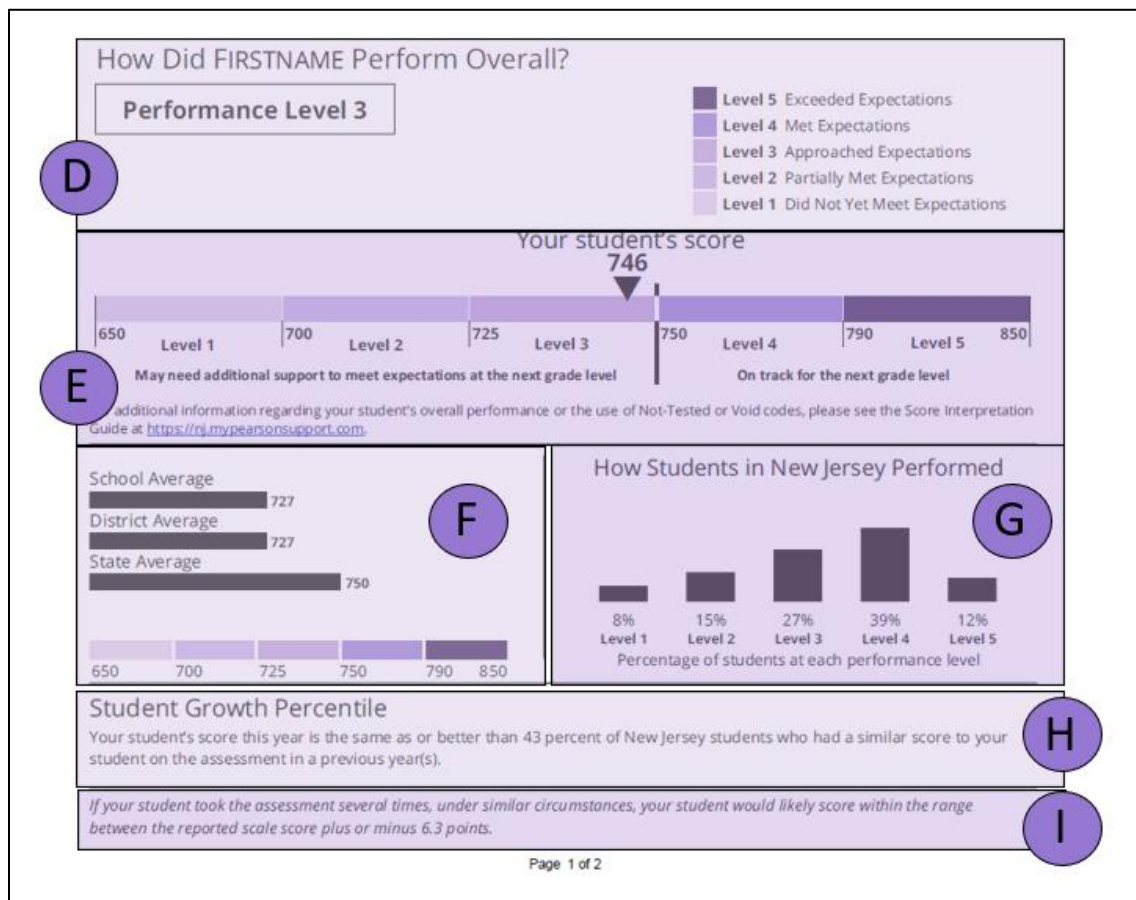 How Did FIRSTNAME Perform Overall?
Performance Level 3
Level 5 Exceeded Expectations
Level 4 Met Expectations
Level 3 Approached Expectations
Level 2 Partially Met Expectations
Level 1 Did Not Yet Meet Expectations
D
Your student's score
746
650 700 725 750 790 850
Level 1 Level 2 Level 3 Level 4 Level 5
May need additional support to meet expectations at the next grade level On track for the next grade level
E
additional information regarding your student's overall performance or the use of Not-Tested or Void codes, please see the Score Interpretation
Guide at https://nj.mypearsonsupport.com.
School Average
727
District Average
727
State Average
750
650 700 725 750 790 850
F
How Students in New Jersey Performed
G
8% 15% 27% 39% 12%
Level 1 Level 2 Level 3 Level 4 Level 5
Percentage of students at each performance level
Student Growth Percentile
Your student's score this year is the same as or better than 43 percent of New Jersey students who had a similar score to your
student on the assessment in a previous year(s).
H
If your student took the assessment several times, under similar circumstances, your student would likely score within the range
between the reported scale score plus or minus 6.3 points.
I
Page 1 of 2